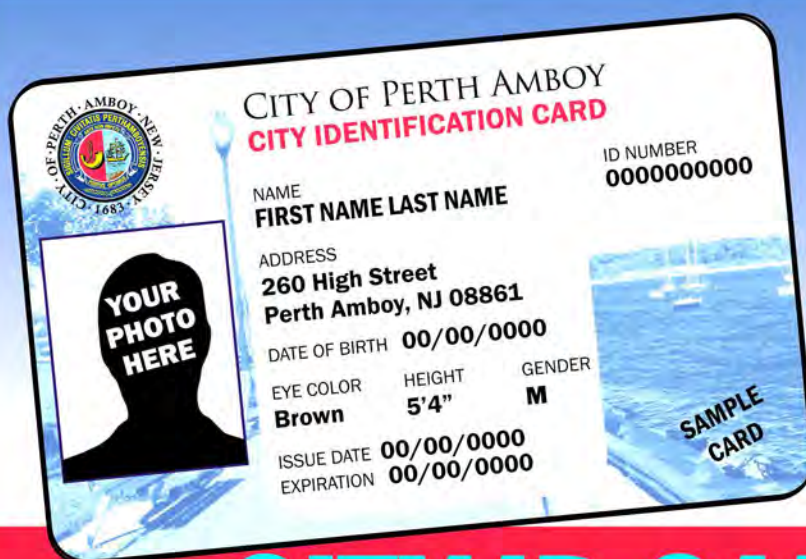 CITY OF PERTH AMBOY
CITY IDENTIFICATION CARD
CITY · OF · PERTH · AMBOY · NEW · JERSEY
SIGILLUM CIVITATIS PERTHAMBOYENSIS
· 1683 ·
NAME
FIRST NAME LAST NAME
ID NUMBER
0000000000
ADDRESS
260 High Street
Perth Amboy, NJ 08861
YOUR
PHOTO
HERE
DATE OF BIRTH 00/00/0000
EYE COLOR HEIGHT GENDER
Brown 5'4” M
ISSUE DATE 00/00/0000
EXPIRATION 00/00/0000
SAMPLE
CARD